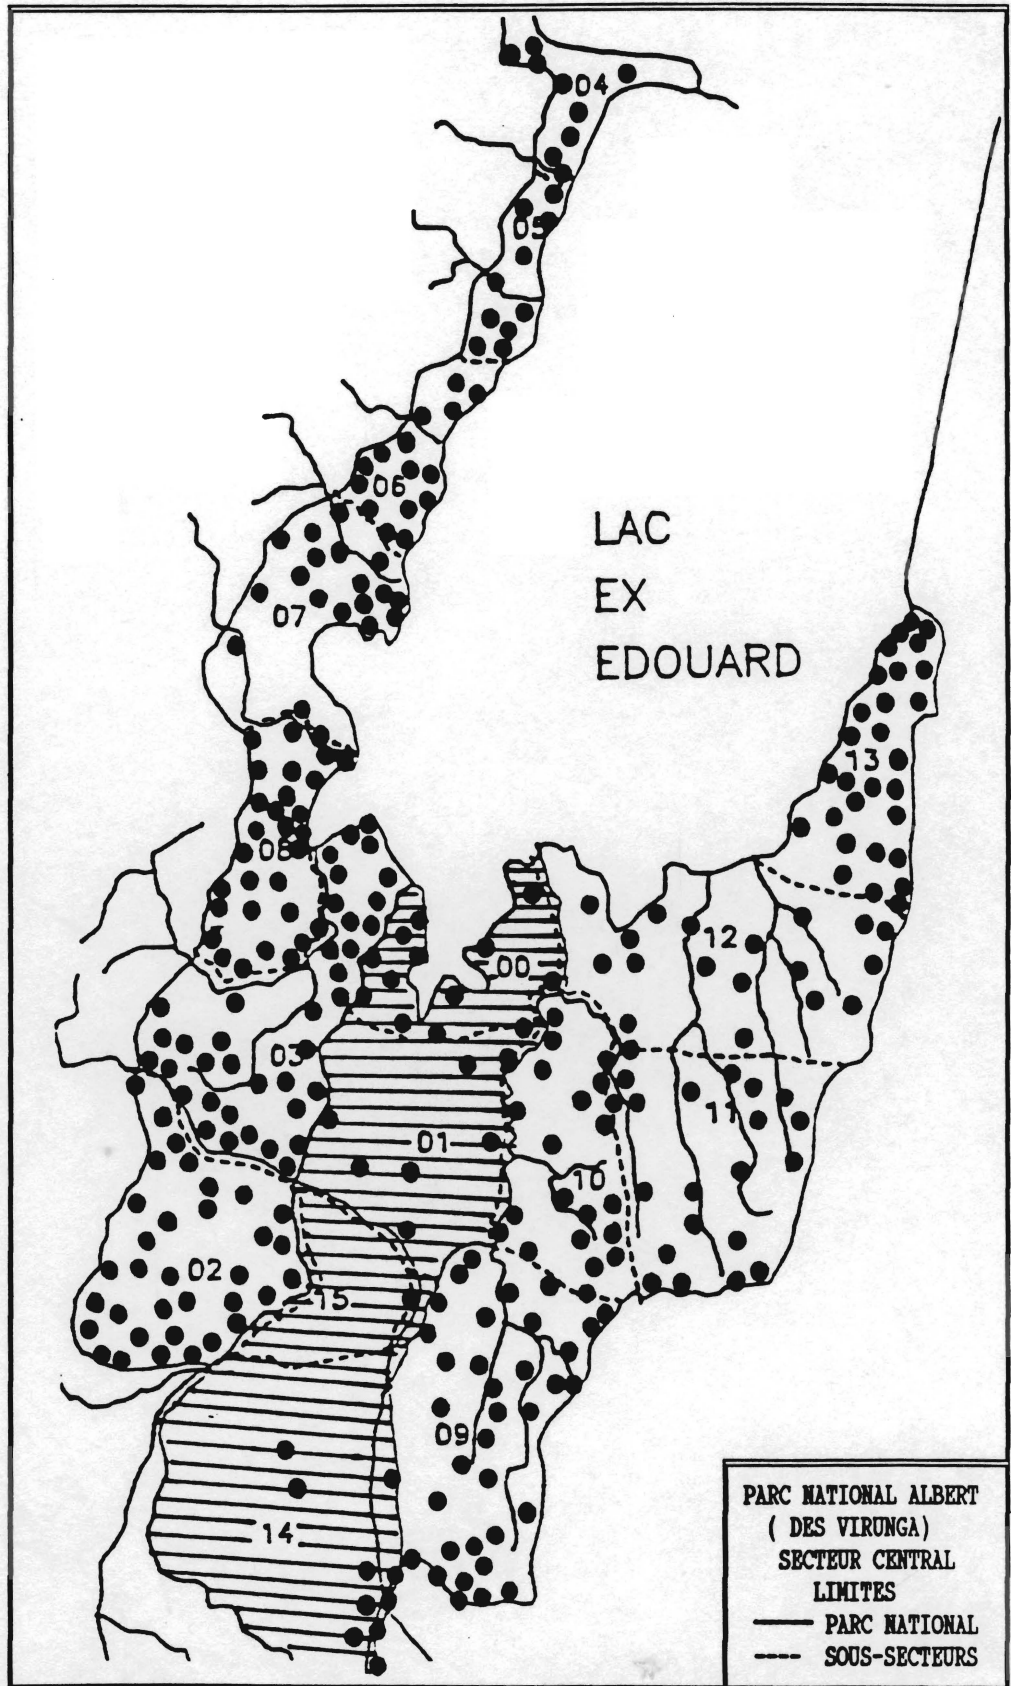 04
05
06
LAC
EX
EDOUARD
07
13
08
12
00
03
11
01
10
02
15
09
14
PARC NATIONAL ALBERT
( DES VIRUNGA)
SECTEUR CENTRAL
LIMITES
PARC NATIONAL
SOUS-SECTEURS